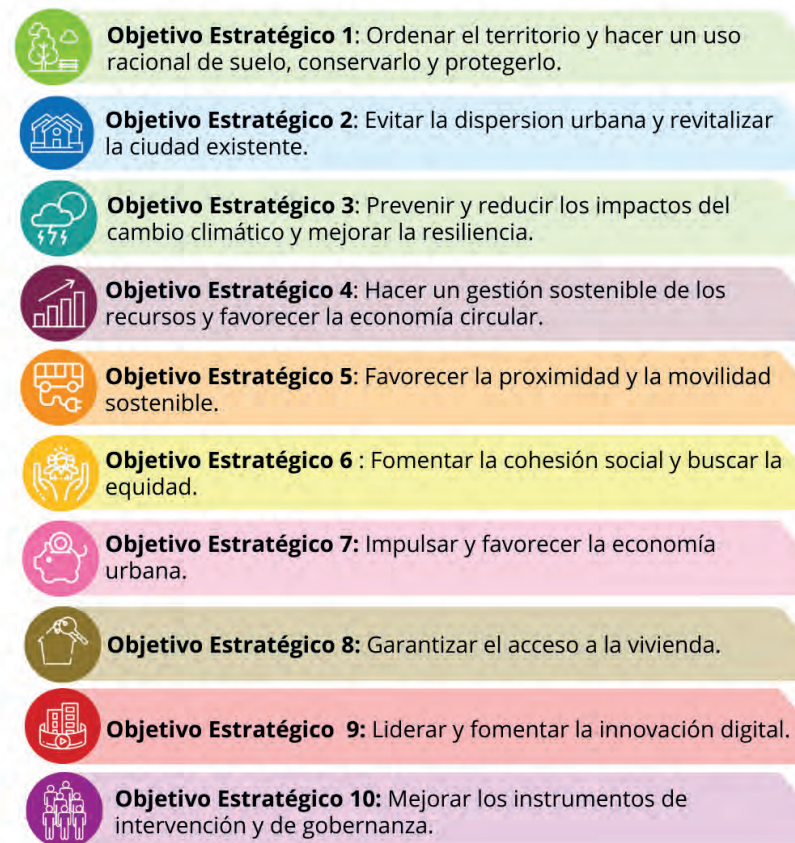 Objetivo Estratégico 1: Ordenar el territorio y hacer un uso
racional de suelo, conservarlo y protegerlo.
Objetivo Estratégico 2: Evitar la dispersion urbana y revitalizar
la ciudad existente.
Objetivo Estratégico 3: Prevenir y reducir los impactos del
cambio climático y mejorar la resiliencia.
Objetivo Estratégico 4: Hacer un gestión sostenible de los
recursos y favorecer la economía circular.
Objetivo Estratégico 5: Favorecer la proximidad y la movilidad
sostenible.
Objetivo Estratégico 6 : Fomentar la cohesión social y buscar la
equidad.
Objetivo Estratégico 7: Impulsar y favorecer la economía
urbana.
Objetivo Estratégico 8: Garantizar el acceso a la vivienda.
Objetivo Estratégico 9: Liderar y fomentar la innovación digital.
Objetivo Estratégico 10: Mejorar los instrumentos de
intervención y de gobernanza.